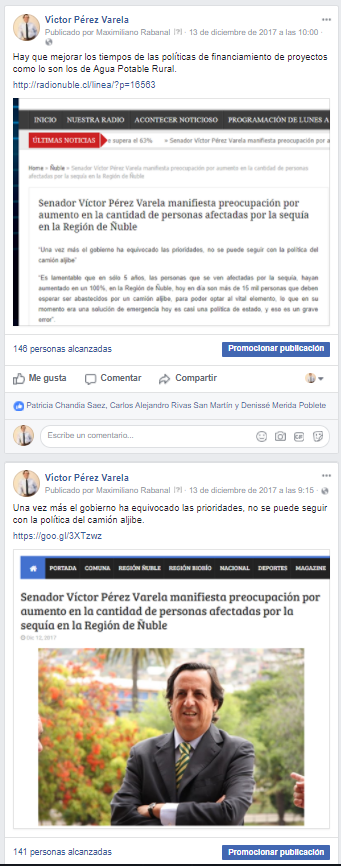 Víctor Pérez Varela
Publicado por Maximiliano Rabanal [?] · 13 de diciembre de 2017 a las 10:00 ·
Hay que mejorar los tiempos de las políticas de financiamiento de proyectos
como lo son los de Agua Potable Rural.
http://radionuble.cl/linea/?p=16563
INICIO NUESTRA RADIO ACONTECER NOTICIOSO PROGRAMACIÓN DE LUNES A
ÚLTIMAS NOTICIAS e supera el 63% » Senador Víctor Pérez Varela manifiesta preocupación por au
Home » Ñuble » Senador Víctor Pérez Varela manifiesta preocupación por aumento en la cantidad de personas
afectadas por la sequía en la Región de Ñuble
Senador Víctor Pérez Varela manifiesta preocupación por
aumento en la cantidad de personas afectadas por la sequía
en la Región de Ñuble
"Una vez más el gobierno ha equivocado las prioridades, no se puede seguir con la política del
camión aljibe"
"Es lamentable que en sólo 5 años, las personas que se ven afectadas por la sequía, hayan
aumentado en un 100%, en la Región de Ñuble, hoy en día son más de 15 mil personas que deben
esperar ser abastecidos por un camión aljibe, para poder optar al vital elemento, lo que en su
momento era una solución de emergencia hoy es casi una política de estado, y eso es un grave
error".
146 personas alcanzadas Promocionar publicación
Me gusta Comentar Compartir
Patricia Chandia Saez, Carlos Alejandro Rivas San Martín y Denissé Merida Poblete
Escribe un comentario...
Víctor Pérez Varela
Publicado por Maximiliano Rabanal [?] · 13 de diciembre de 2017 a las 9:15 ·
Una vez más el gobierno ha equivocado las prioridades, no se puede seguir
con la política del camión aljibe.
https://goo.gl/3XTzwz
PORTADA COMUNA REGIÓN ÑUBLE REGIÓN BIOBÍO NACIONAL DEPORTES MAGAZINE
Senador Víctor Pérez Varela manifiesta preocupación por
aumento en la cantidad de personas afectadas por la
sequía en la Región de Ñuble
Dic 12, 2017
141 personas alcanzadas Promocionar publicación